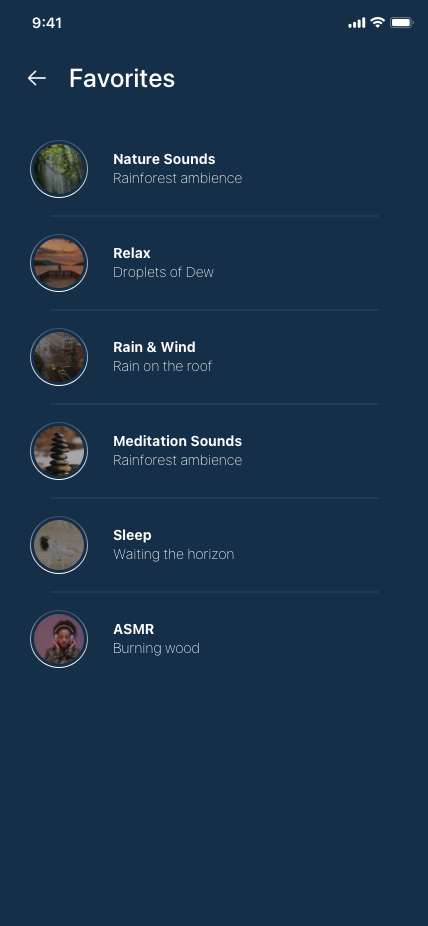 9:41
Favorites
Nature Sounds
Rainforest ambience
Relax
Droplets of Dew
Rain & Wind
Rain on the roof
Meditation Sounds
Rainforest ambience
Sleep
Waiting the horizon
ASMR
Burning wood